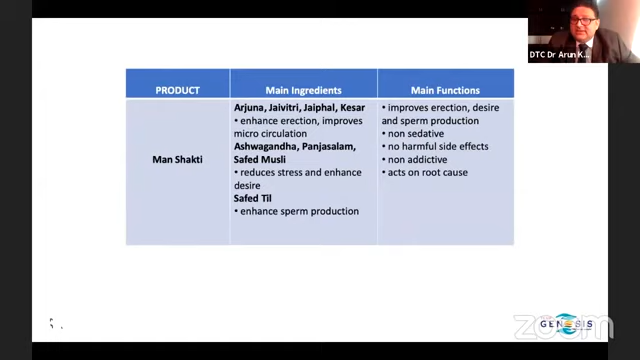 DTC Dr Arun K...
PRODUCT
Main Ingredients
Main Functions
Man Shakti
Arjuna, Jaivitri, Jaiphal, Kesar
• enhance erection, improves
micro circulation
Ashwagandha, Panjasalam,
Safed Musli
• reduces stress and enhance
desire
Safed Til
• enhance sperm production
• improves erection, desire
and sperm production
• non sedative
• no harmful side effects
• non addictive
• acts on root cause
GENESIS
zoom